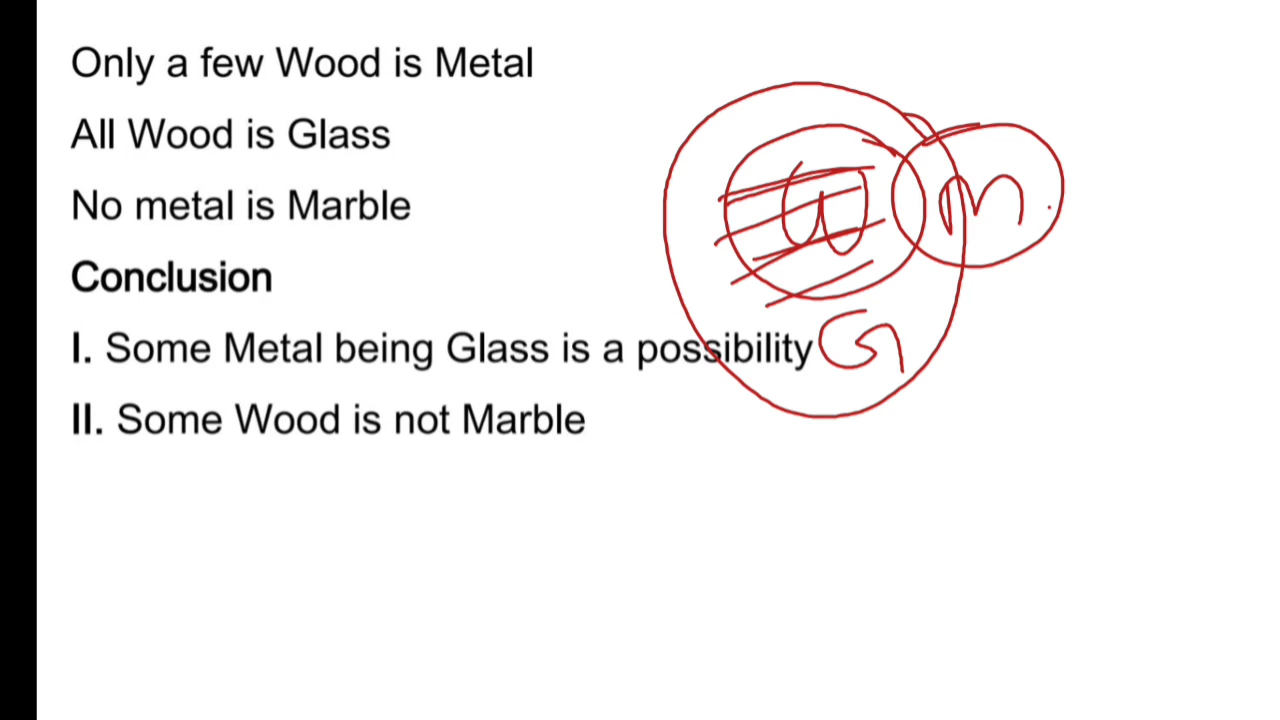 Only a few Wood is Metal
All Wood is Glass
No metal is Marble
Conclusion
I. Some Metal being Glass is a possibility
II. Some Wood is not Marble
W
m
G